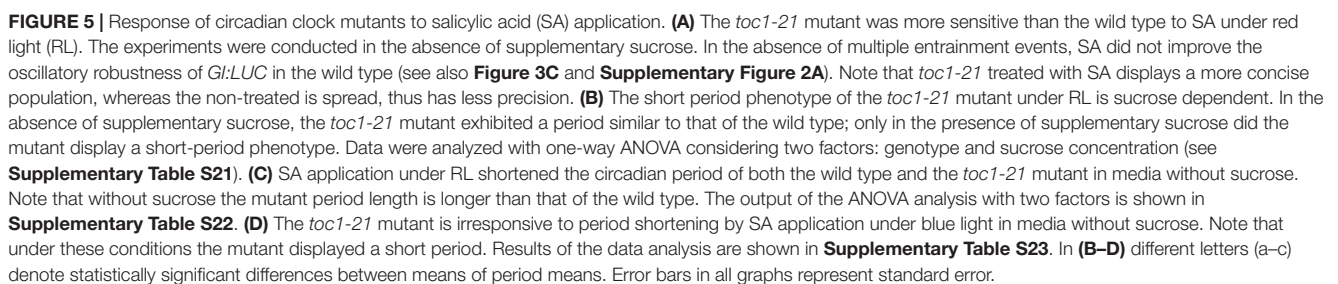 FIGURE 5 | Response of circadian clock mutants to salicylic acid (SA) application. (A) The toc1-21 mutant was more sensitive than the wild type to SA under red
light (RL). The experiments were conducted in the absence of supplementary sucrose. In the absence of multiple entrainment events, SA did not improve the
oscillatory robustness of GI:LUC in the wild type (see also Figure 3C and Supplementary Figure 2A). Note that toc1-21 treated with SA displays a more concise
population, whereas the non-treated is spread, thus has less precision. (B) The short period phenotype of the toc1-21 mutant under RL is sucrose dependent. In the
absence of supplementary sucrose, the toc1-21 mutant exhibited a period similar to that of the wild type; only in the presence of supplementary sucrose did the
mutant display a short-period phenotype. Data were analyzed with one-way ANOVA considering two factors: genotype and sucrose concentration (see
Supplementary Table S21). (C) SA application under RL shortened the circadian period of both the wild type and the toc1-21 mutant in media without sucrose.
Note that without sucrose the mutant period length is longer than that of the wild type. The output of the ANOVA analysis with two factors is shown in
Supplementary Table S22. (D) The toc1-21 mutant is irresponsive to period shortening by SA application under blue light in media without sucrose. Note that
under these conditions the mutant displayed a short period. Results of the data analysis are shown in Supplementary Table S23. In (B–D) different letters (a–c)
denote statistically significant differences between means of period means. Error bars in all graphs represent standard error.